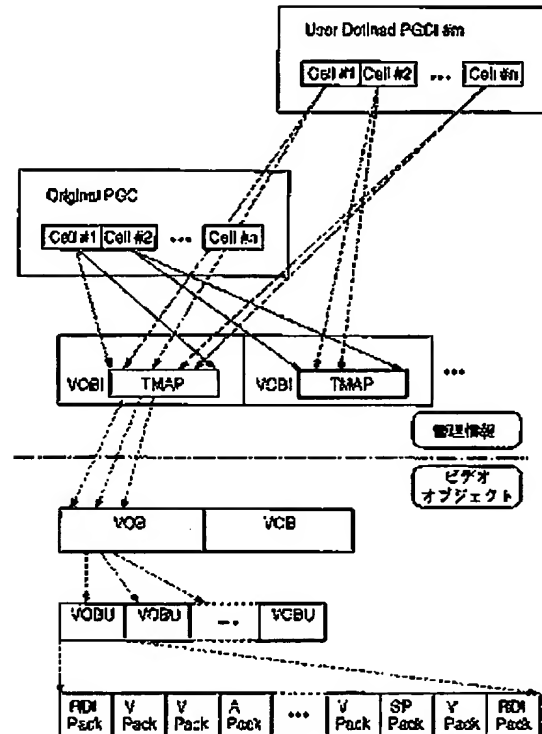 User Defined PGCI #m
Cell #1 Cell #2 ... Cell #n
Original PGC
Cell #1 Cell #2 ... Cell #n
VOBI TMAP VOBI TMAP ...
管理情報
ビデオ
オブジェクト
VOB VOB
VOBU VOBU ... VOBU
RDI Pack V Pack V Pack A Pack ... V Pack SP Pack V Pack RDI Pack